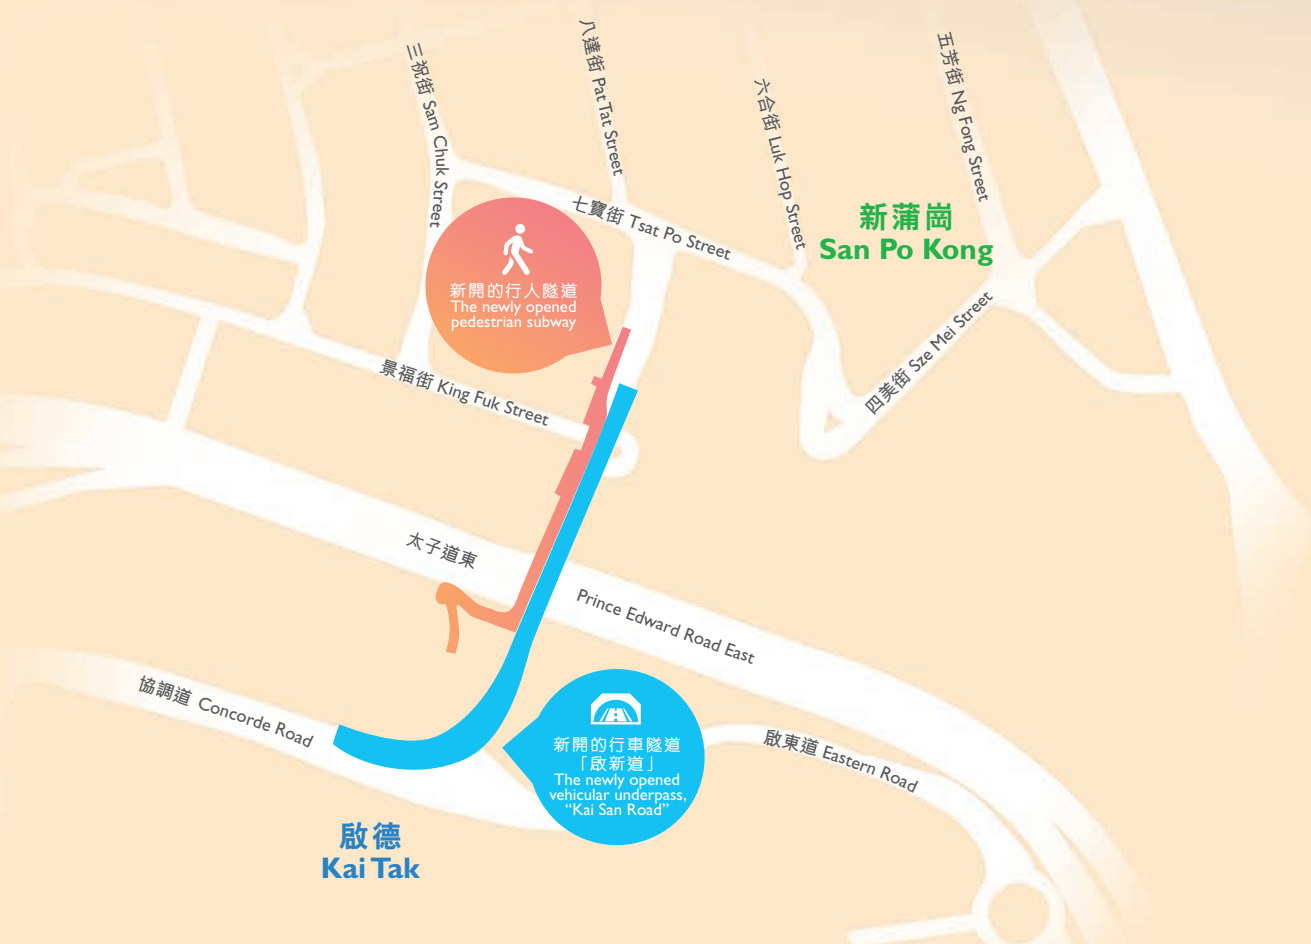 三祝街 Sam Chuk Street
八達街 Pat Tat Street
六合街 Luk Hop Street
五芳街 Ng Fong Street
七寶街 Tsat Po Street
新蒲崗
San Po Kong
新開的行人隧道
The newly opened
pedestrian subway
四美街 Sze Mei Street
景福街 King Fuk Street
太子道東
Prince Edward Road East
協調道 Concorde Road
新開的行車隧道
「啟新道」
The newly opened
vehicular underpass,
“Kai San Road”
啟東道 Eastern Road
啟德
Kai Tak